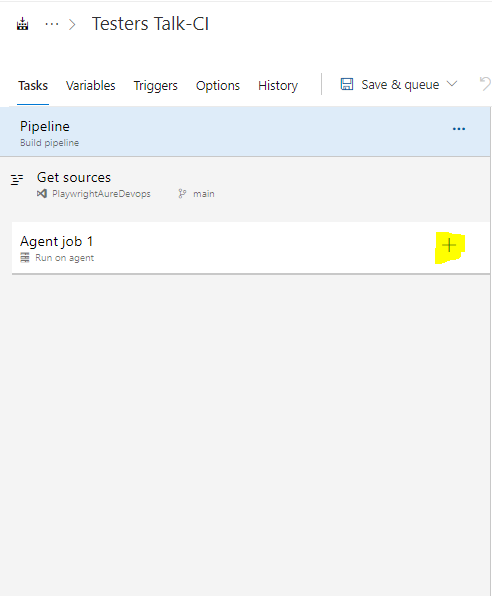 ... > Testers Talk-CI
Tasks Variables Triggers Options History Save & queue
Pipeline
Build pipeline
...
Get sources
PlaywrightAureDevops main
Agent job 1
Run on agent
+